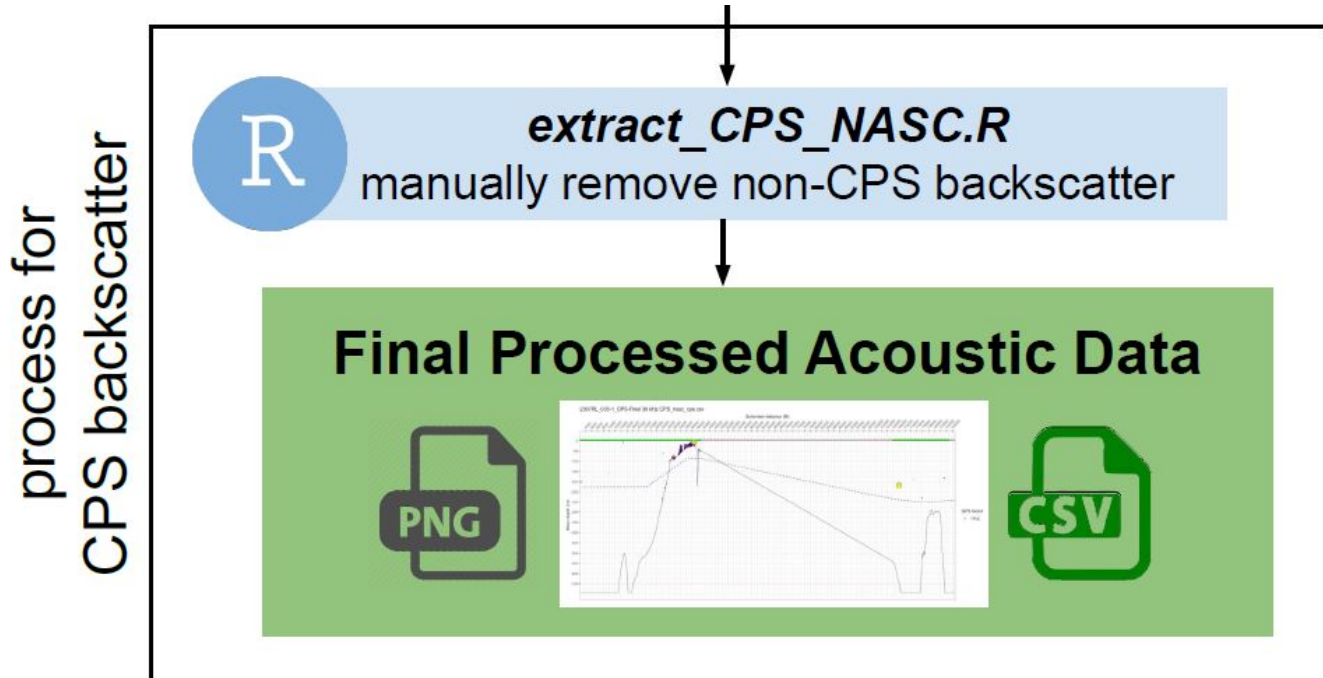 process for
CPS backscatter
R
extract_CPS_NASC.R
manually remove non-CPS backscatter
Final Processed Acoustic Data
PNG
CSV